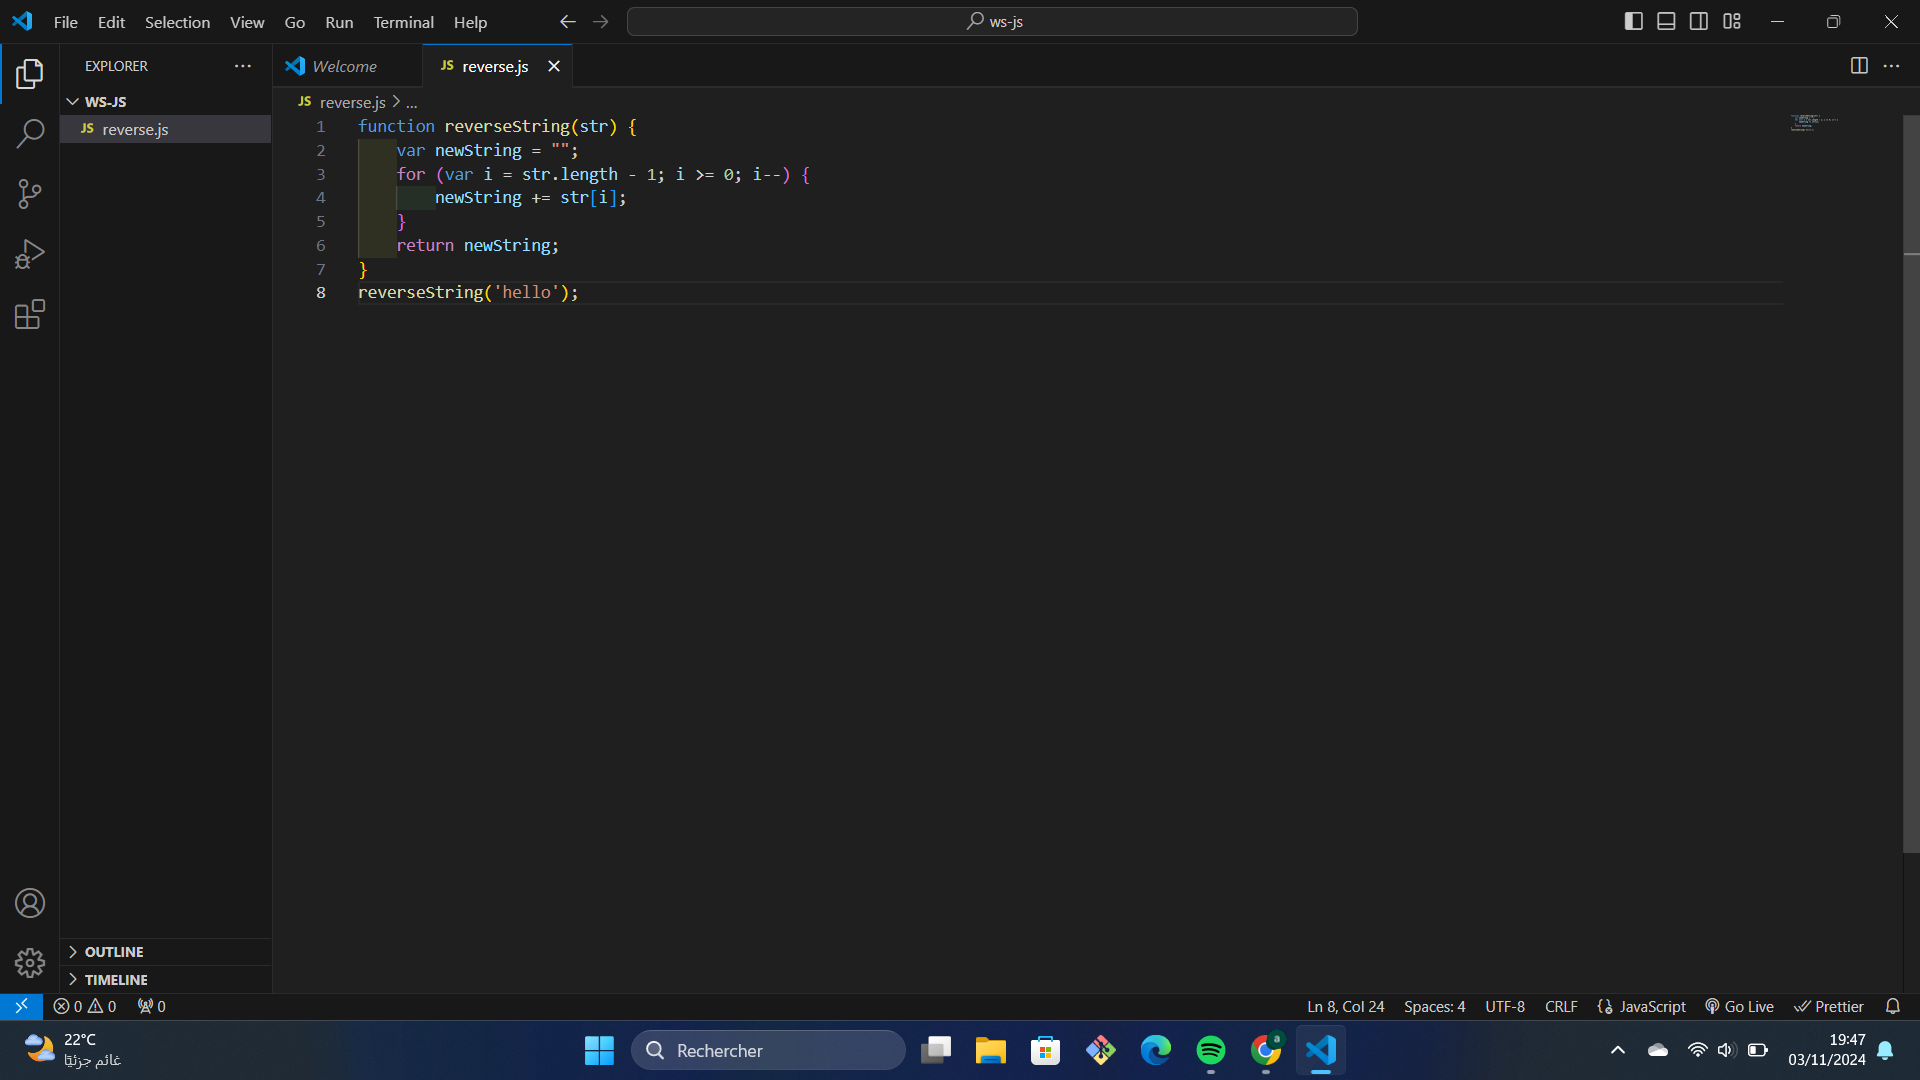 File Edit Selection View Go Run Terminal Help
ws-js
EXPLORER
Welcome
JS reverse.js
WS-JS
JS reverse.js
JS reverse.js > ...
1 function reverseString(str) {
2     var newString = "";
3     for (var i = str.length - 1; i >= 0; i--) {
4         newString += str[i];
5     }
6     return newString;
7 }
8 reverseString('hello');
OUTLINE
TIMELINE
0 0 0
Ln 8, Col 24 Spaces: 4 UTF-8 CRLF {} JavaScript Go Live Prettier
22°C
غائم جزئيًا
Rechercher
a
19:47
03/11/2024